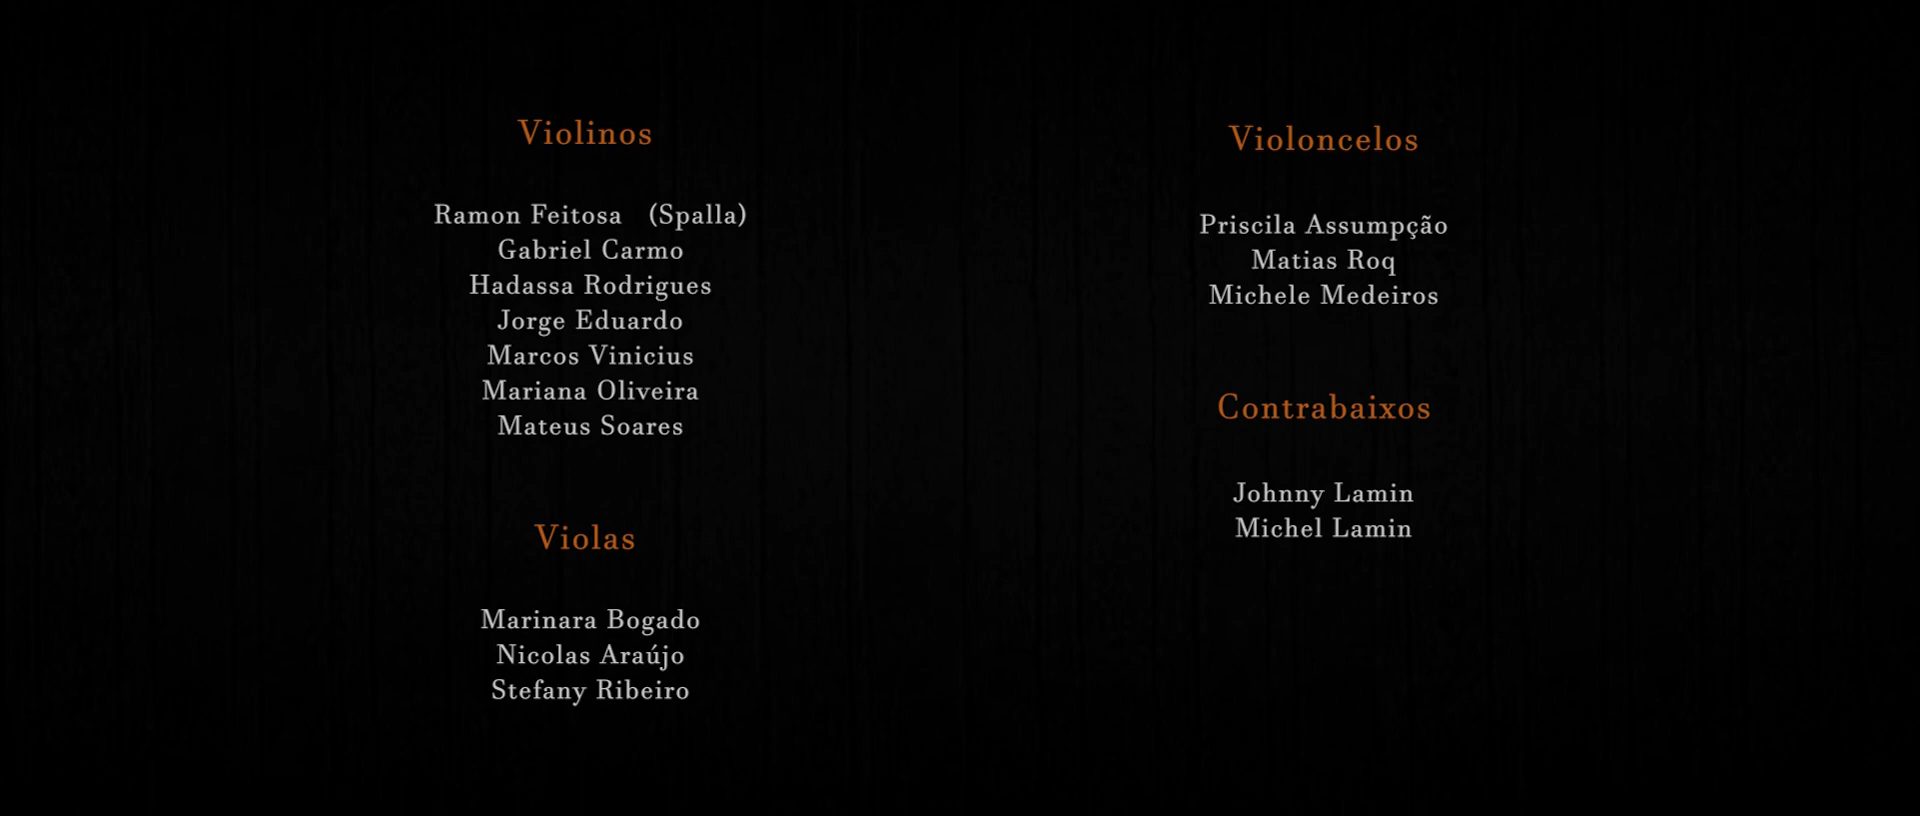 Violinos
Ramon Feitosa (Spalla)
Gabriel Carmo
Hadassa Rodrigues
Jorge Eduardo
Marcos Vinicius
Mariana Oliveira
Mateus Soares
Violas
Marinara Bogado
Nicolas Araújo
Stefany Ribeiro
Violoncelos
Priscila Assumpção
Matias Roq
Michele Medeiros
Contrabaixos
Johnny Lamin
Michel Lamin